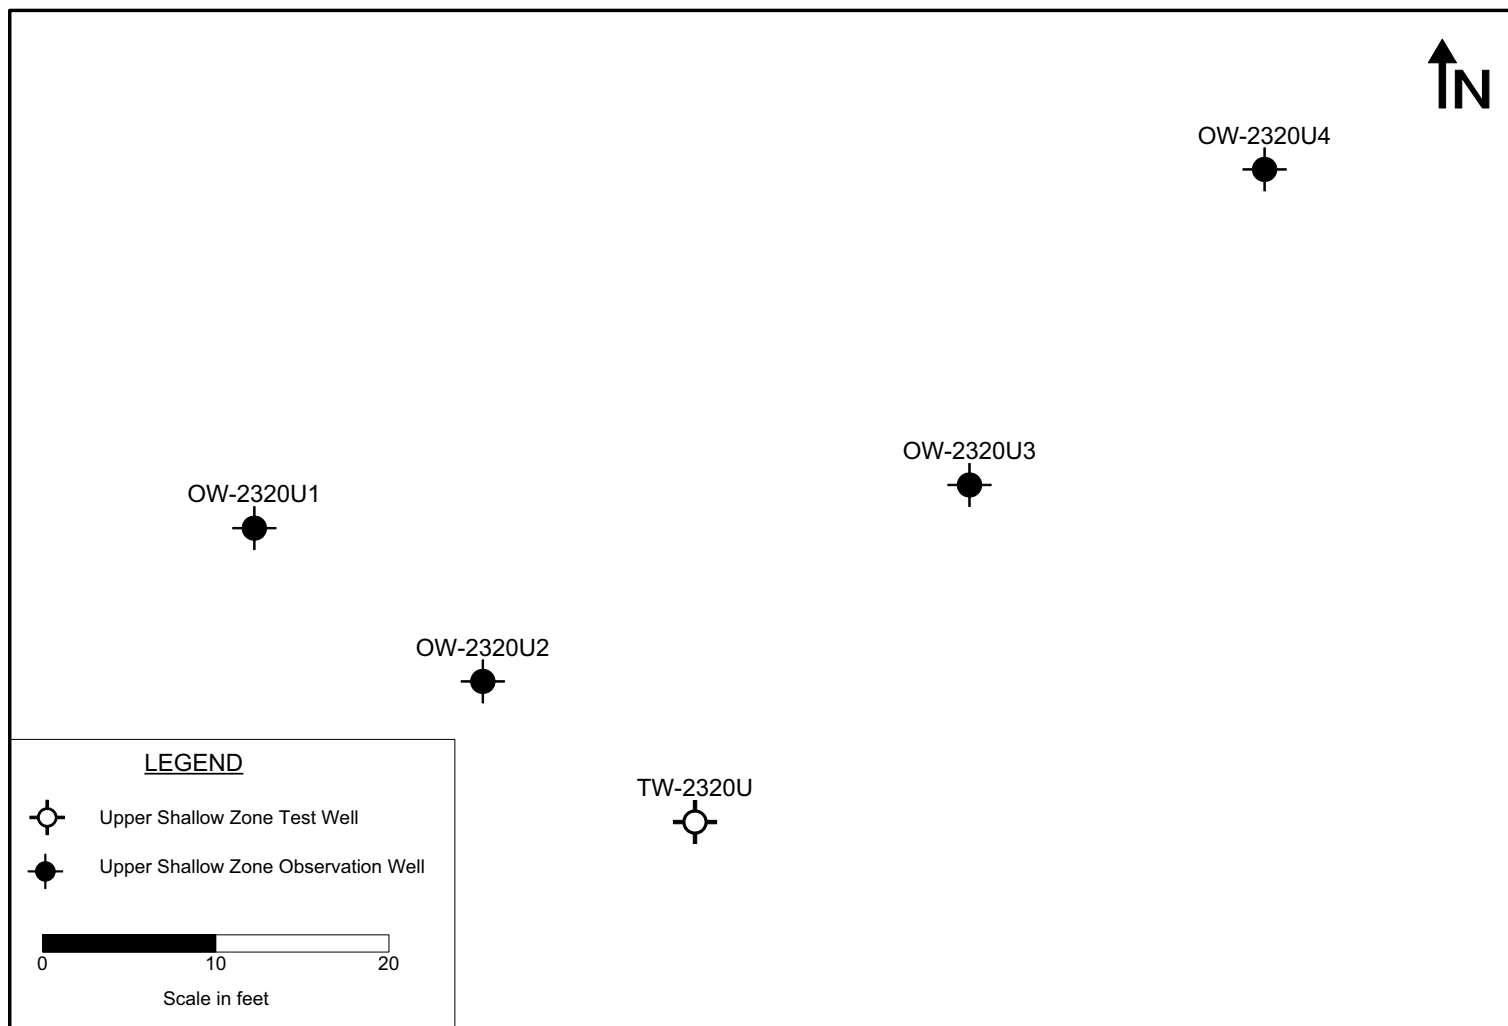 N
OW-2320U4
OW-2320U3
OW-2320U1
OW-2320U2
TW-2320U
LEGEND
Upper Shallow Zone Test Well
Upper Shallow Zone Observation Well
0 10 20
Scale in feet